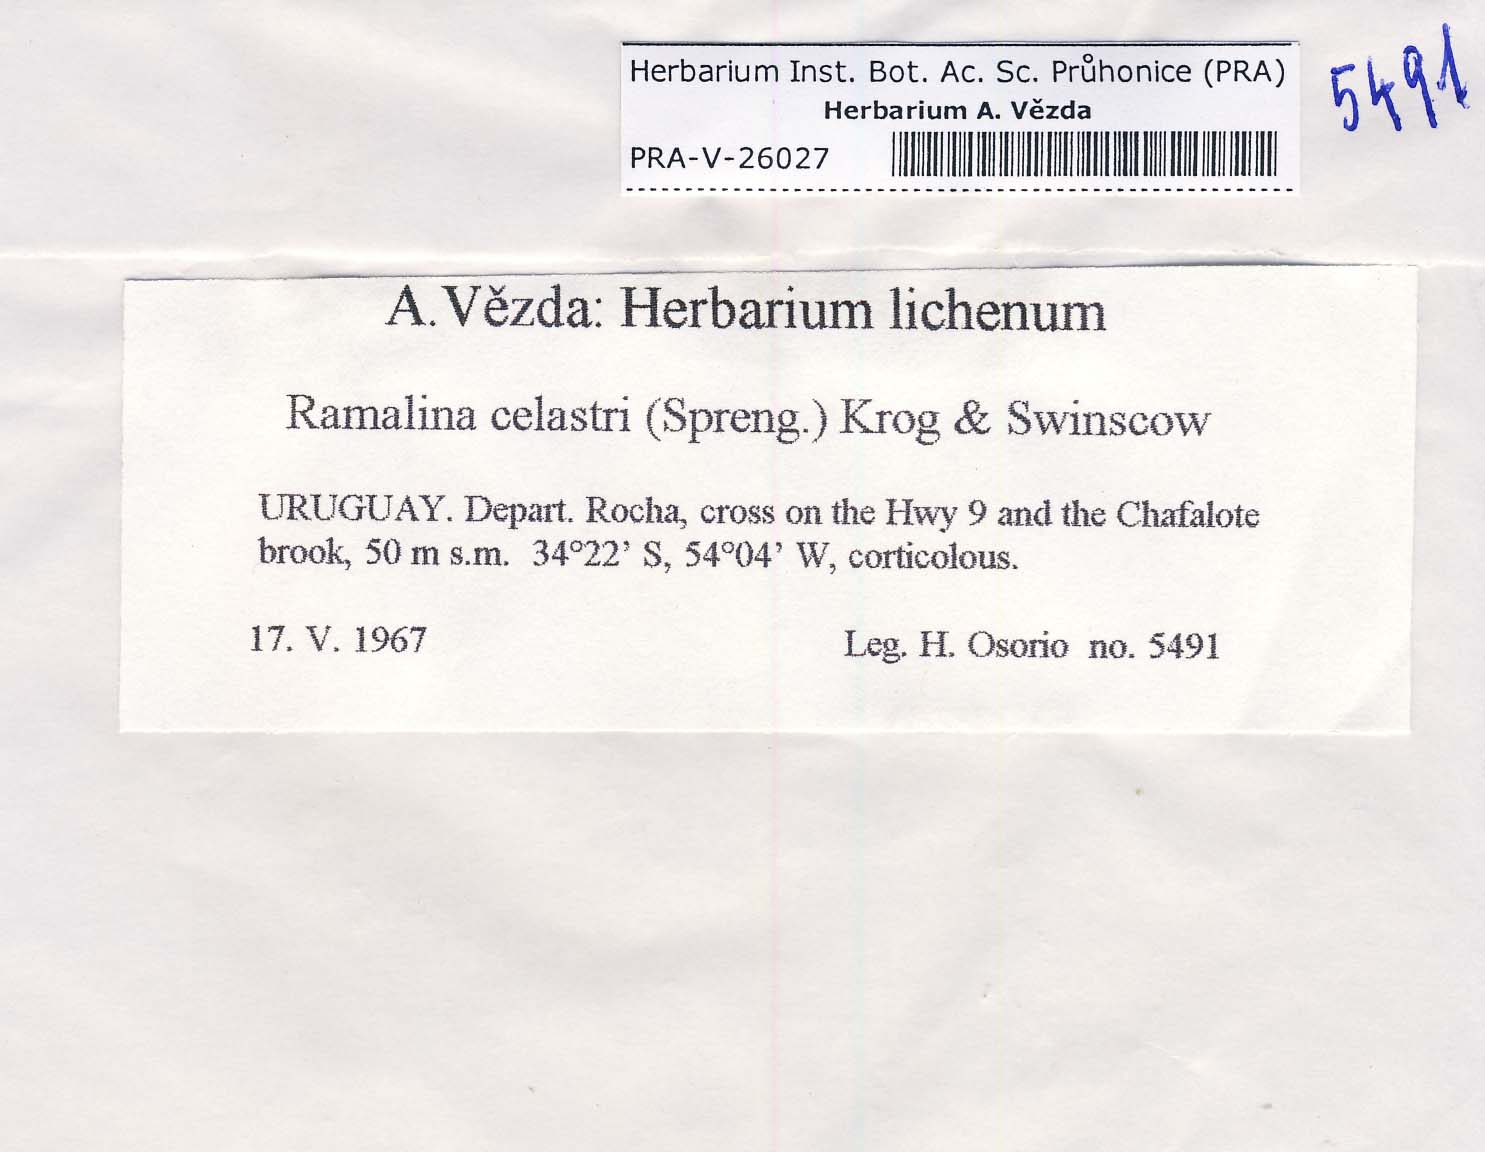 Herbarium Inst. Bot. Ac. Sc. Průhonice (PRA)
Herbarium A. Vězda
PRA-V-26027
5491
A. Vězda: Herbarium lichenum
Ramalina celastri (Spreng.) Krog & Swinscow
URUGUAY. Depart. Rocha, cross on the Hwy 9 and the Chafalote
brook, 50 m s.m. 34°22’ S, 54°04’ W, corticolous.
17. V. 1967 Leg. H. Osorio no. 5491